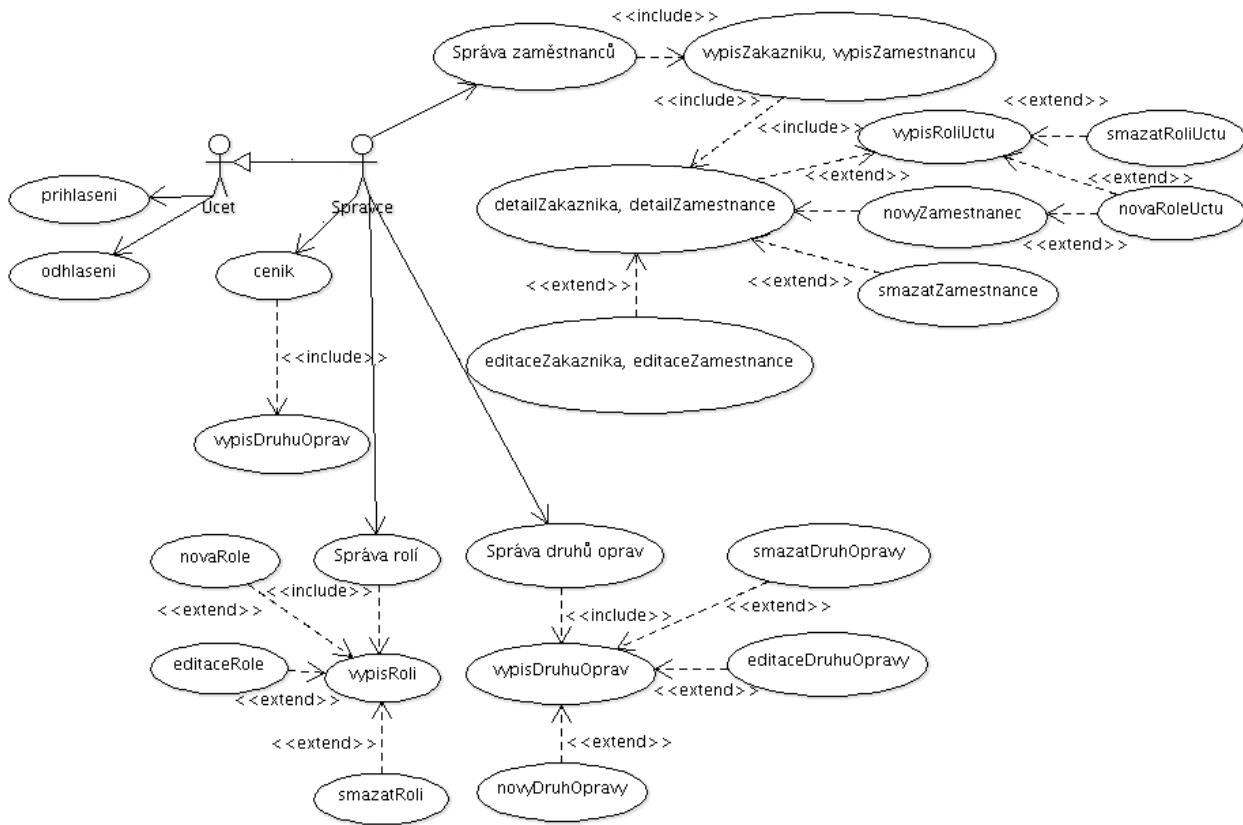 <<include>>
Správa zaměstnanců
vypisZakazniku, vypisZamestnancu
<<include>>
<<extend>>
<<include>>
vypisRoliUctu
smazatRoliUctu
prihlaseni
Ucet
Spravce
detailZakaznika, detailZamestnance
<<extend>>
<<extend>>
novyZamestnanec
novaRoleUctu
<<extend>>
odhlaseni
cenik
<<extend>>
<<extend>>
smazatZamestnance
<<include>>
editaceZakaznika, editaceZamestnance
vypisDruhuOprav
novaRole
Správa rolí
Správa druhů oprav
smazatDruhOpravy
<<extend>>
<<include>>
<<include>>
<<extend>>
editaceRole
vypisRoli
vypisDruhuOprav
editaceDruhuOpravy
<<extend>>
<<extend>>
<<extend>>
<<extend>>
smazatRoli
novyDruhOpravy